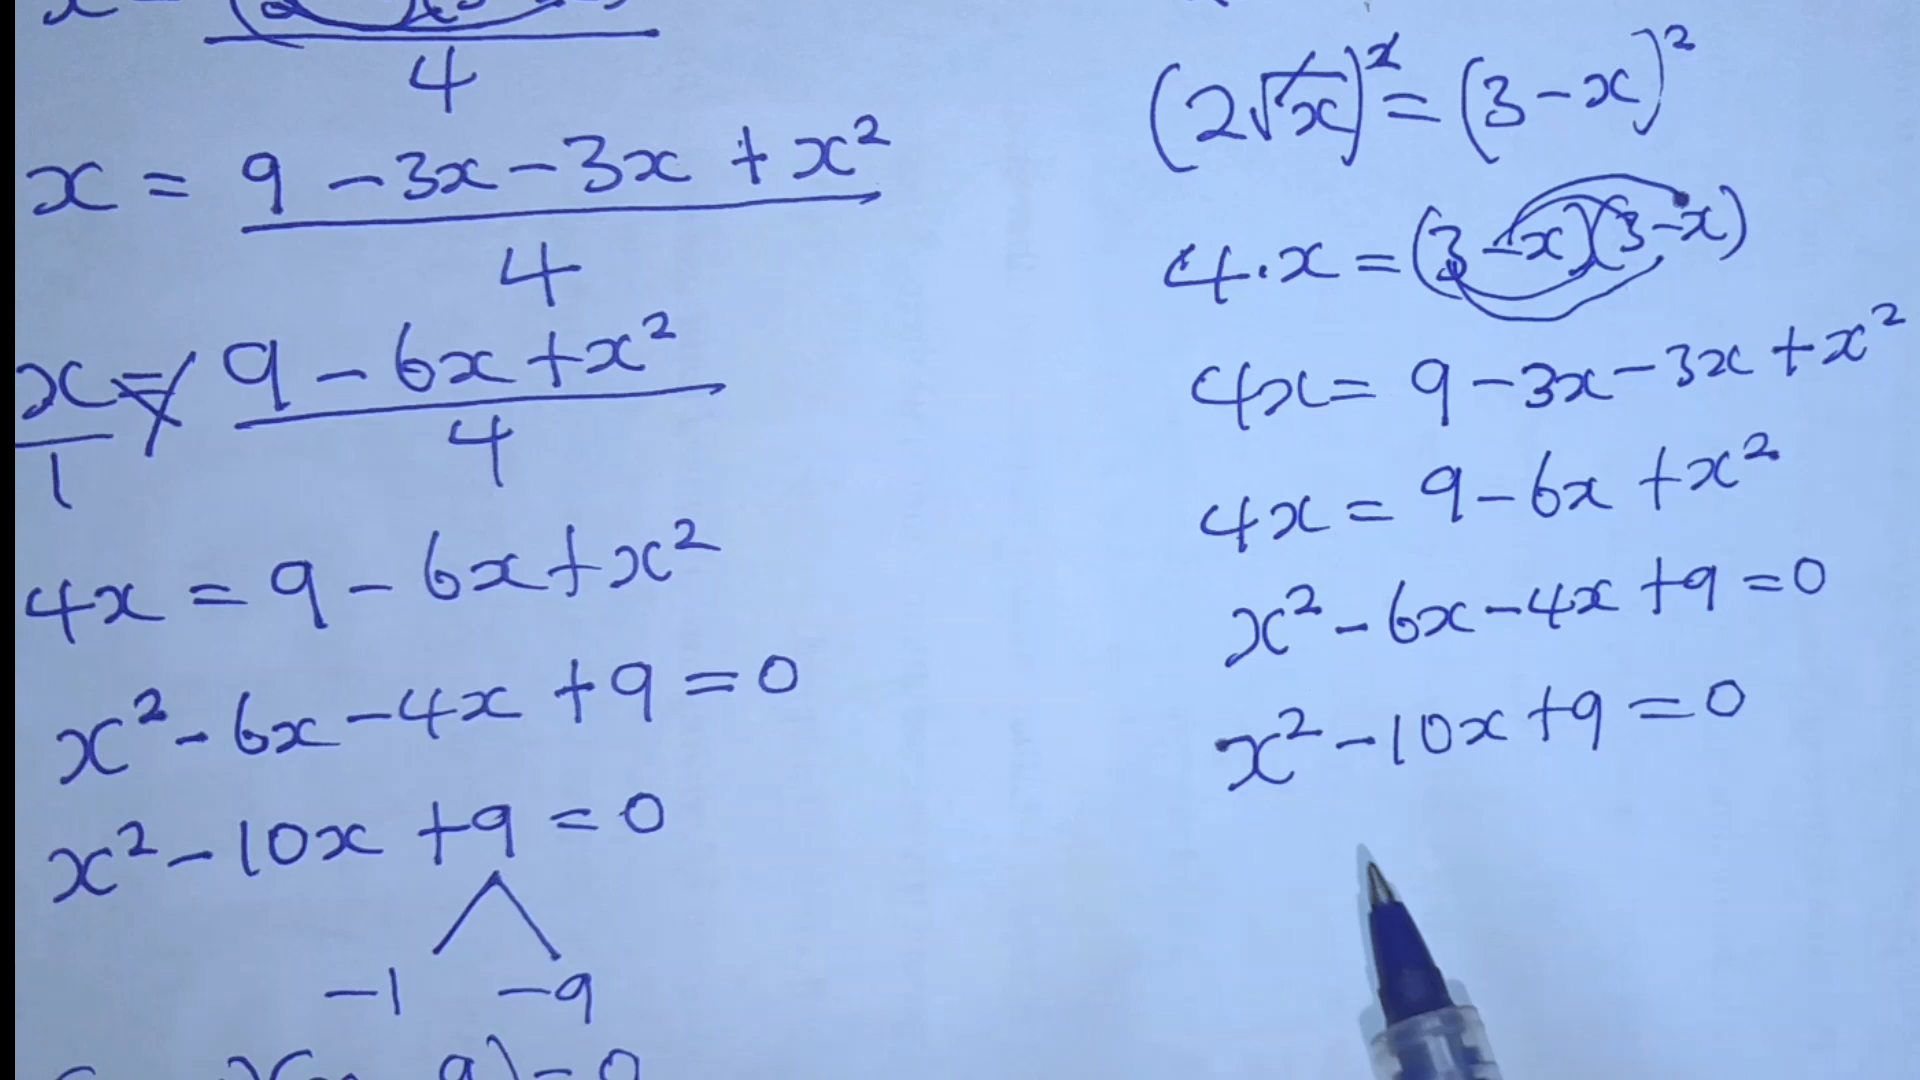 4
x = 9 - 3x - 3x + x²
4
x = 9 - 6x + x²
1 4
4x = 9 - 6x + x²
x² - 6x - 4x + 9 = 0
x² - 10x + 9 = 0
-1 -9
(2√x)² = (3 - x)²
4·x = (3 - x)(3 - x)
4x = 9 - 3x - 3x + x²
4x = 9 - 6x + x²
x² - 6x - 4x + 9 = 0
x² - 10x + 9 = 0